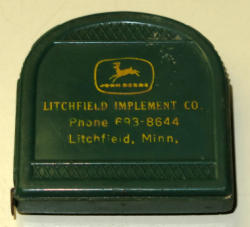 JOHN DEERE
LITCHFIELD IMPLEMENT CO.
Phone 693-8644
Litchfield, Minn.